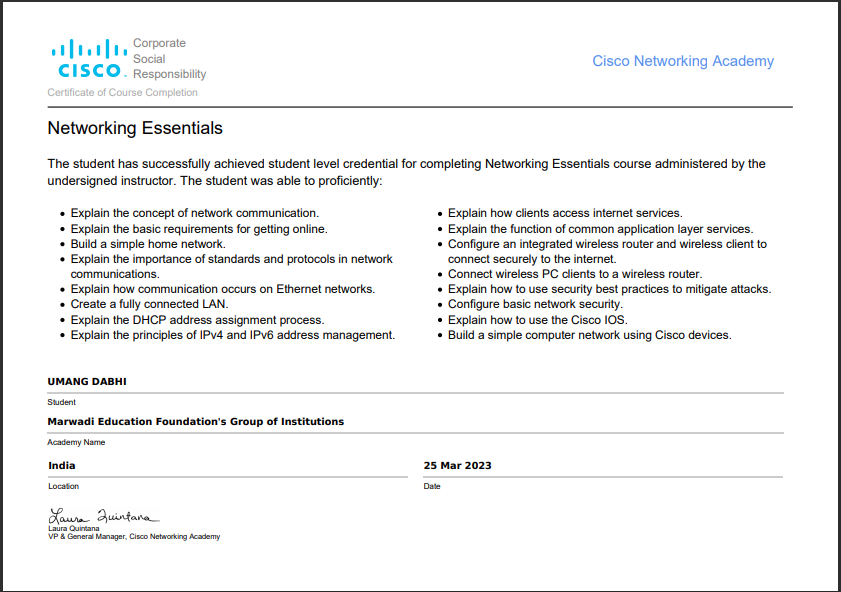 Corporate
Social
Responsibility
CISCO
Cisco Networking Academy
Certificate of Course Completion
Networking Essentials
The student has successfully achieved student level credential for completing Networking Essentials course administered by the
undersigned instructor. The student was able to proficiently:
• Explain the concept of network communication.
• Explain the basic requirements for getting online.
• Build a simple home network.
• Explain the importance of standards and protocols in network
communications.
• Explain how communication occurs on Ethernet networks.
• Create a fully connected LAN.
• Explain the DHCP address assignment process.
• Explain the principles of IPv4 and IPv6 address management.
• Explain how clients access internet services.
• Explain the function of common application layer services.
• Configure an integrated wireless router and wireless client to
connect securely to the internet.
• Connect wireless PC clients to a wireless router.
• Explain how to use security best practices to mitigate attacks.
• Configure basic network security.
• Explain how to use the Cisco IOS.
• Build a simple computer network using Cisco devices.
UMANG DABHI
Student
Marwadi Education Foundation's Group of Institutions
Academy Name
India
Location
25 Mar 2023
Date
Laura Quintana
Laura Quintana
VP & General Manager, Cisco Networking Academy